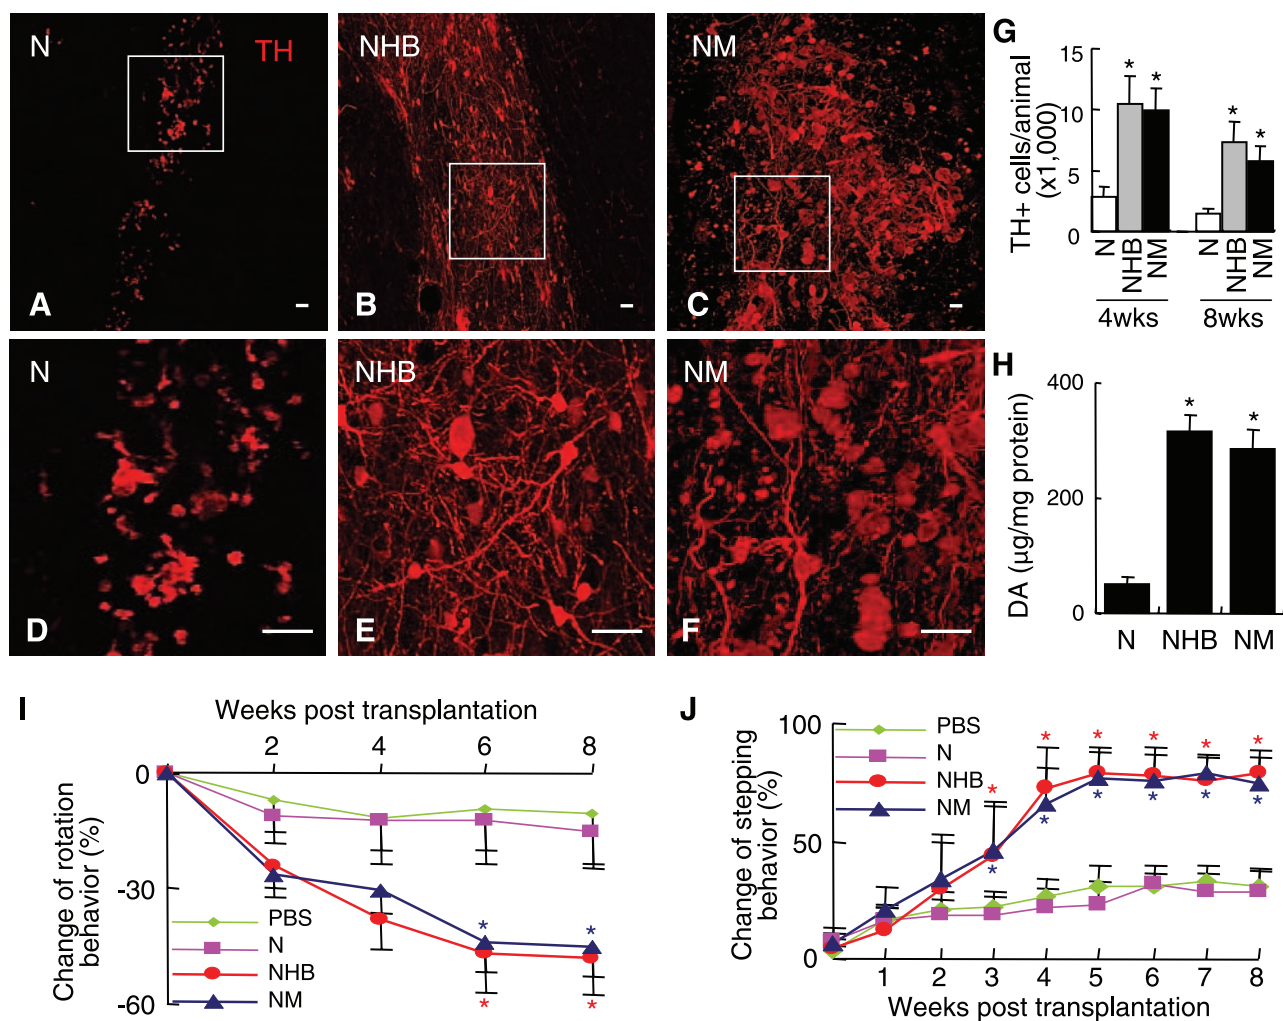 N
TH
A
NHB
B
NM
C
N
D
NHB
E
NM
F
G
TH+ cells/animal
(x1,000)
15
10
5
0
* * * *
N NHB NM N NHB NM
4wks 8wks
H
DA (µg/mg protein)
400
200
0
* *
N NHB NM
I
Weeks post transplantation
2 4 6 8
Change of rotation
behavior (%)
0
-30
-60
PBS
N
NHB
NM
* *
* *
J
Change of stepping
behavior (%)
100
50
0
PBS
N
NHB
NM
* * * * * *
* * * * * *
1 2 3 4 5 6 7 8
Weeks post transplantation